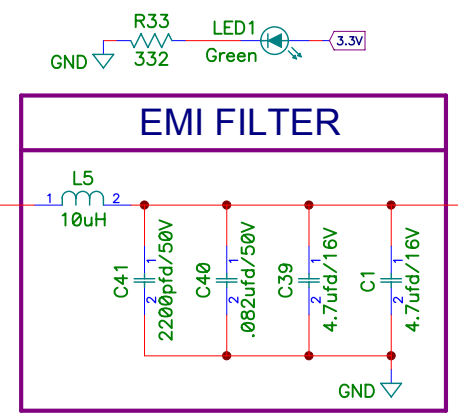 R33
LED1
3.3V
GND
332
Green
EMI FILTER
L5
1
2
10uH
C41
1
2
2200pfd/50V
C40
1
2
.082ufd/50V
C39
1
2
4.7ufd/16V
C1
1
2
4.7ufd/16V
GND